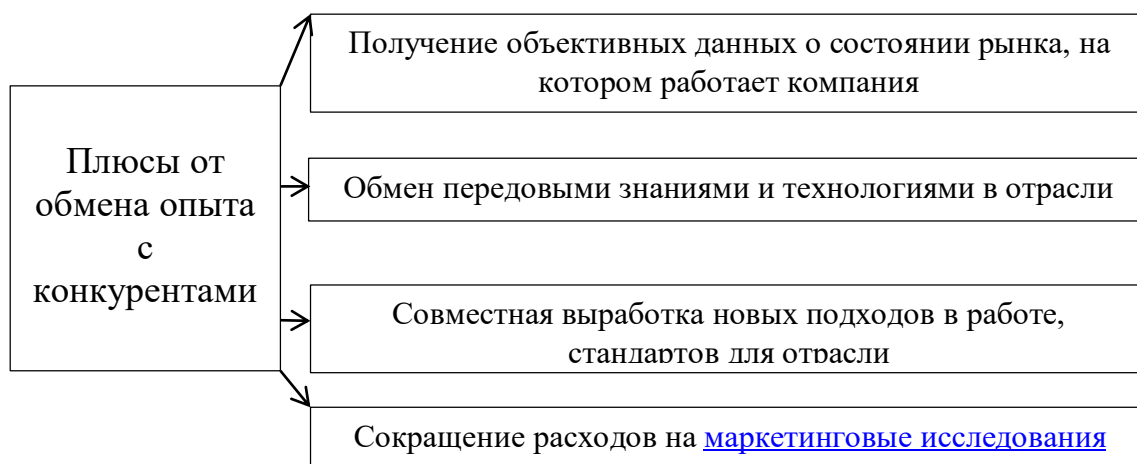 Получение объективных данных о состоянии рынка, на
котором работает компания
Плюсы от
обмена опыта
с
конкурентами
Обмен передовыми знаниями и технологиями в отрасли
Совместная выработка новых подходов в работе,
стандартов для отрасли
Сокращение расходов на маркетинговые исследования